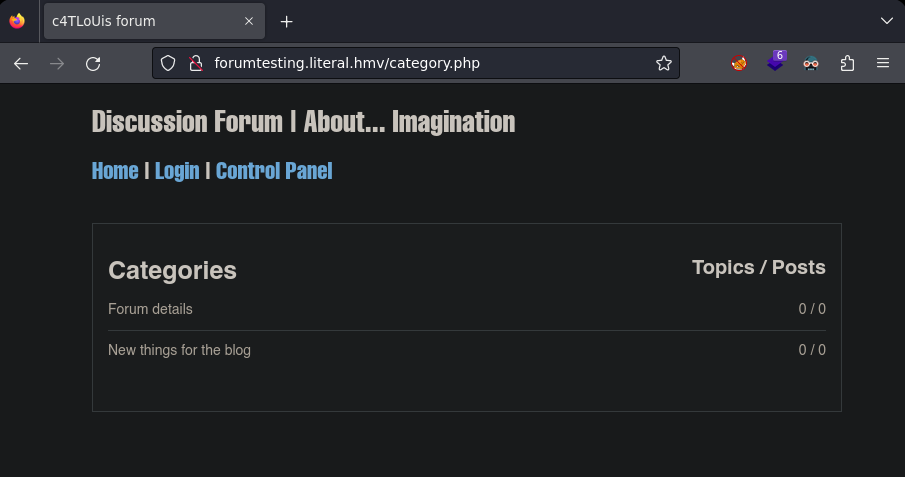 c4TLoUis forum
forumtesting.literal.hmv/category.php
6
Discussion Forum | About... Imagination
Home | Login | Control Panel
Categories Topics / Posts
Forum details 0 / 0
New things for the blog 0 / 0